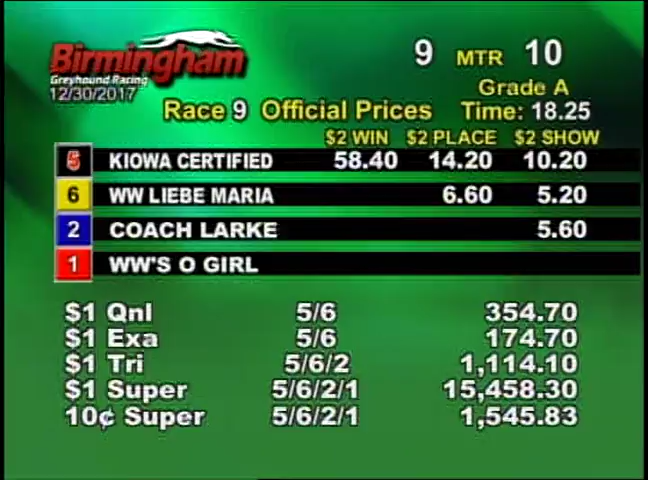 Birmingham
Greyhound Racing
12/30/2017
9 MTR 10
Grade A
Race 9 Official Prices Time: 18.25
$2 WIN $2 PLACE $2 SHOW
5 KIOWA CERTIFIED 58.40 14.20 10.20
6 WW LIEBE MARIA 6.60 5.20
2 COACH LARKE 5.60
1 WW'S O GIRL
$1 Qnl 5/6 354.70
$1 Exa 5/6 174.70
$1 Tri 5/6/2 1,114.10
$1 Super 5/6/2/1 15,458.30
10¢ Super 5/6/2/1 1,545.83